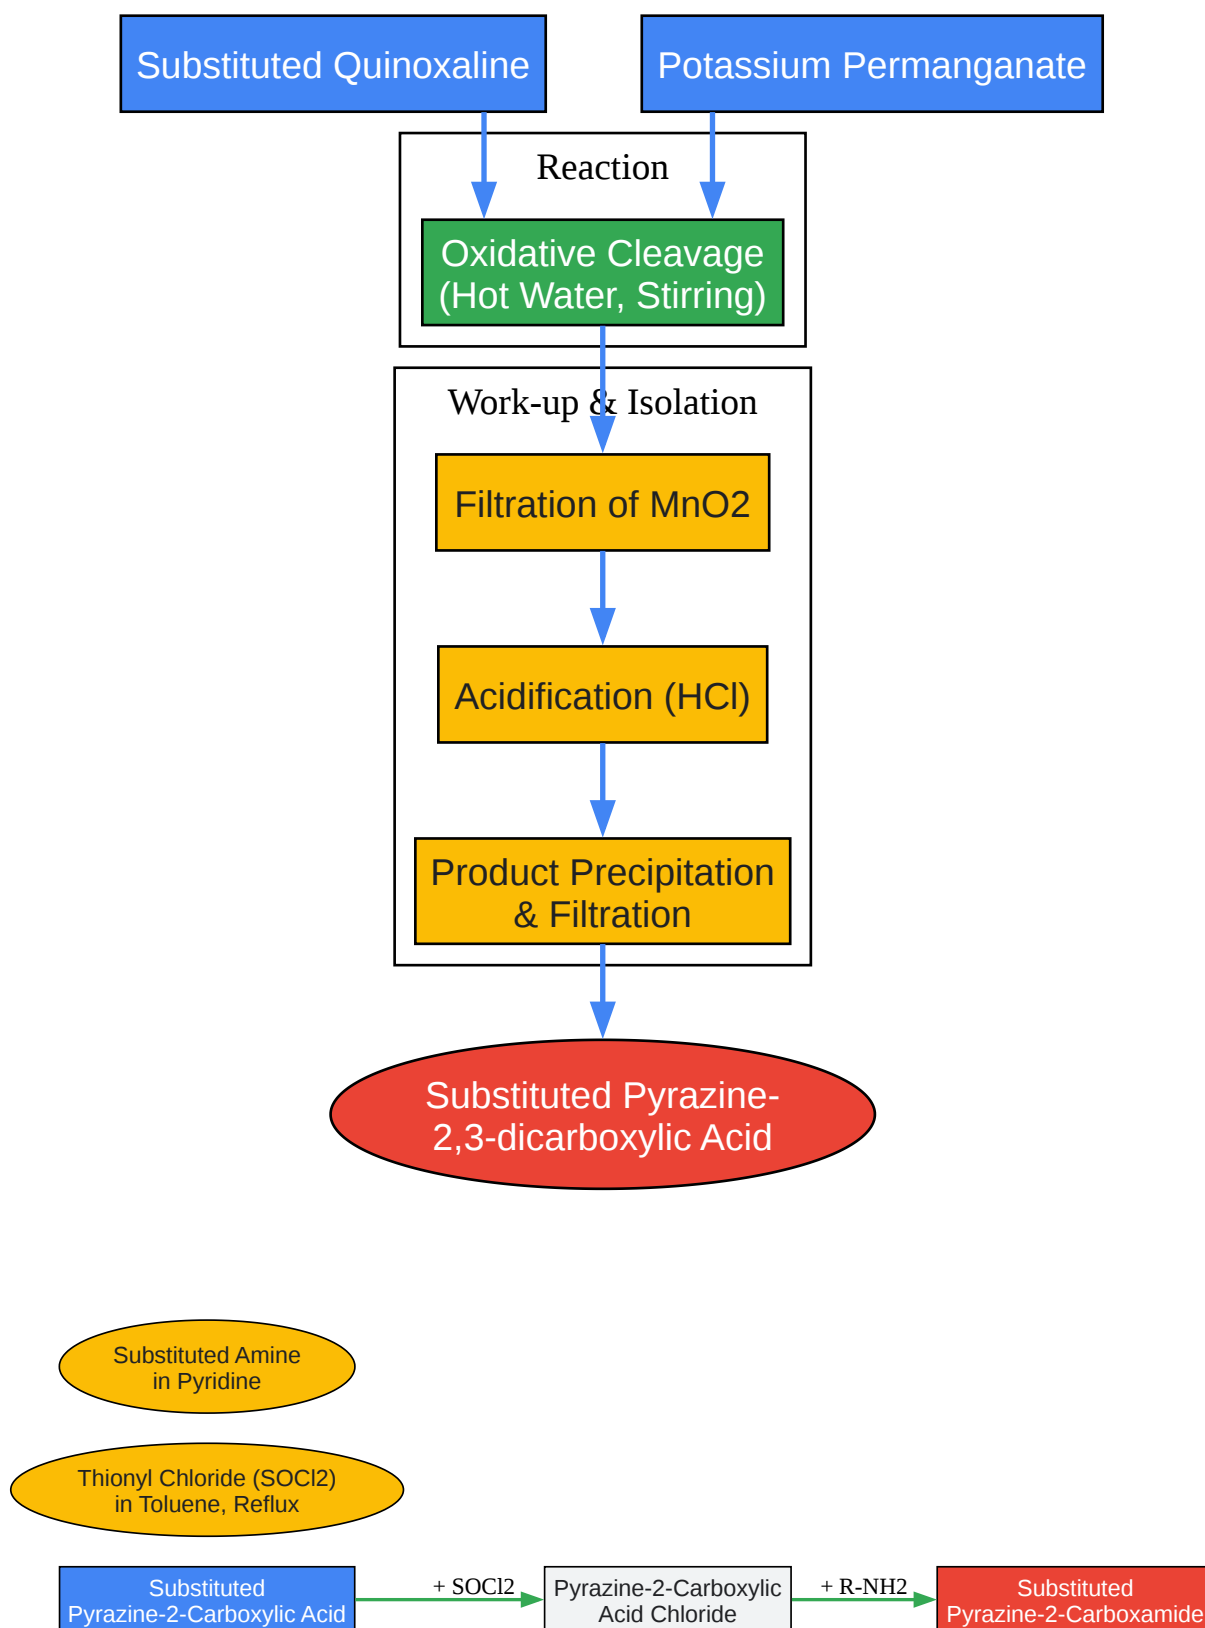 Substituted Quinoxaline
Potassium Permanganate
Reaction
Oxidative Cleavage
(Hot Water, Stirring)
Work-up & Isolation
Filtration of MnO2
Acidification (HCl)
Product Precipitation
& Filtration
Substituted Pyrazine-
2,3-dicarboxylic Acid
Substituted Amine
in Pyridine
Thionyl Chloride (SOCl2)
in Toluene, Reflux
Substituted
Pyrazine-2-Carboxylic Acid
+ SOCl2
Pyrazine-2-Carboxylic
Acid Chloride
+ R-NH2
Substituted
Pyrazine-2-Carboxamide